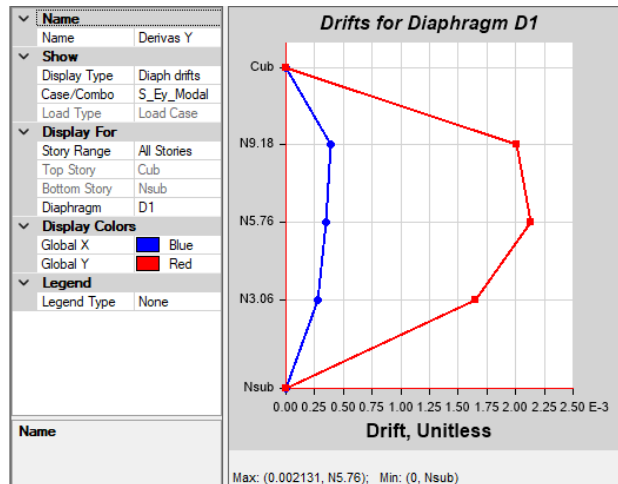 Name
Name Derivas Y
Show
Display Type Diaph drifts
Case/Combo S_Ey_Modal
Load Type Load Case
Display For
Story Range All Stories
Top Story Cub
Bottom Story Nsub
Diaphragm D1
Display Colors
Global X Blue
Global Y Red
Legend
Legend Type None
Name
Drifts for Diaphragm D1
Cub
N9.18
N5.76
N3.06
Nsub
0.00 0.25 0.50 0.75 1.00 1.25 1.50 1.75 2.00 2.25 2.50 E-3
Drift, Unitless
Max: (0.002131, N5.76); Min: (0, Nsub)